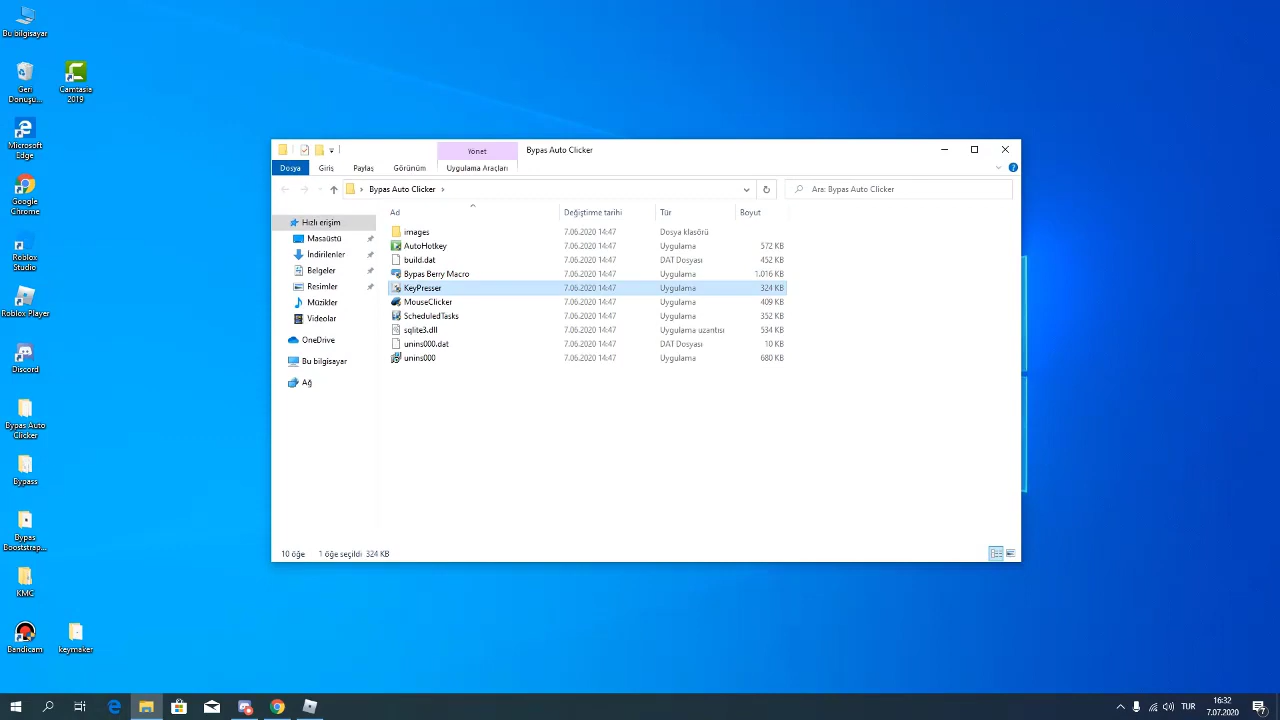 Bu bilgisayar
Geri
Dönüşü...
Camtasia
2019
Microsoft
Edge
Google
Chrome
Roblox
Studio
Roblox Player
Discord
Bypas Auto
Clicker
Bypass
Bypas
Booststrap...
KMC
Bandicam
keymaker
Yönet
Bypas Auto Clicker
Dosya
Giriş
Paylaş
Görünüm
Uygulama Araçları
Bypas Auto Clicker
Ara: Bypas Auto Clicker
Hızlı erişim
Masaüstü
İndirilenler
Belgeler
Resimler
Müzikler
Videolar
OneDrive
Bu bilgisayar
Ağ
Ad Değiştirme tarihi Tür Boyut
images 7.06.2020 14:47 Dosya klasörü
AutoHotkey 7.06.2020 14:47 Uygulama 572 KB
build.dat 7.06.2020 14:47 DAT Dosyası 452 KB
Bypas Berry Macro 7.06.2020 14:47 Uygulama 1.016 KB
KeyPresser 7.06.2020 14:47 Uygulama 324 KB
MouseClicker 7.06.2020 14:47 Uygulama 409 KB
ScheduledTasks 7.06.2020 14:47 Uygulama 352 KB
sqlite3.dll 7.06.2020 14:47 Uygulama uzantısı 534 KB
unins000.dat 7.06.2020 14:47 DAT Dosyası 10 KB
unins000 7.06.2020 14:47 Uygulama 680 KB
10 öğe 1 öğe seçildi 324 KB
TUR
16:32
7.07.2020